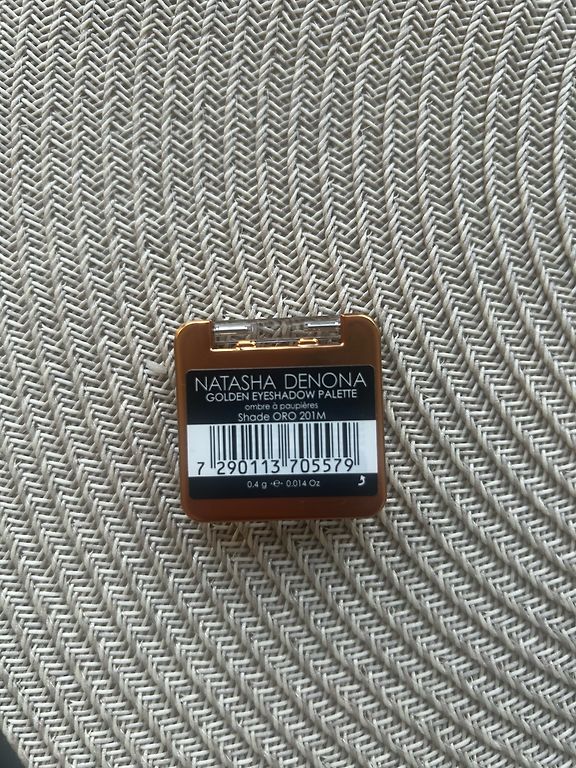 NATASHA DENONA
GOLDEN EYESHADOW PALETTE
ombre à paupières
Shade ORO 201M
7 290113 705579
0.4 g ℮ 0.014 Oz